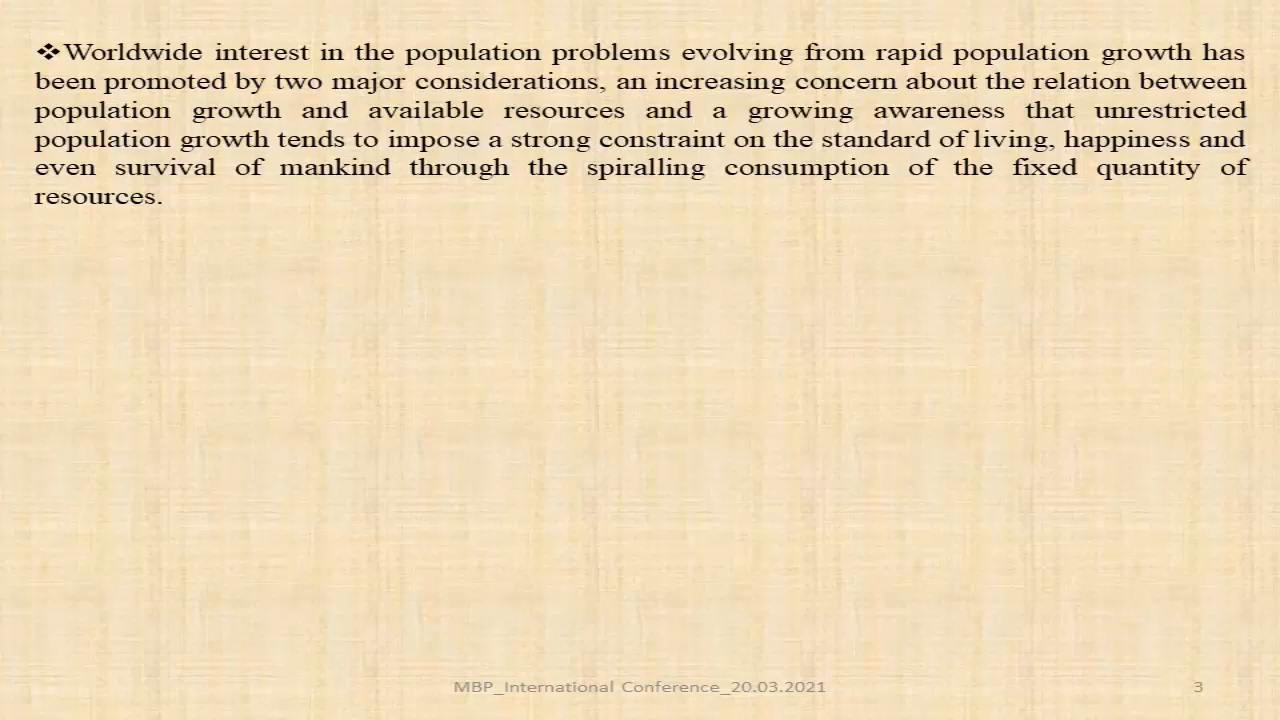 ❖Worldwide interest in the population problems evolving from rapid population growth has
been promoted by two major considerations, an increasing concern about the relation between
population growth and available resources and a growing awareness that unrestricted
population growth tends to impose a strong constraint on the standard of living, happiness and
even survival of mankind through the spiralling consumption of the fixed quantity of
resources.
MBP_International Conference_20.03.2021 3